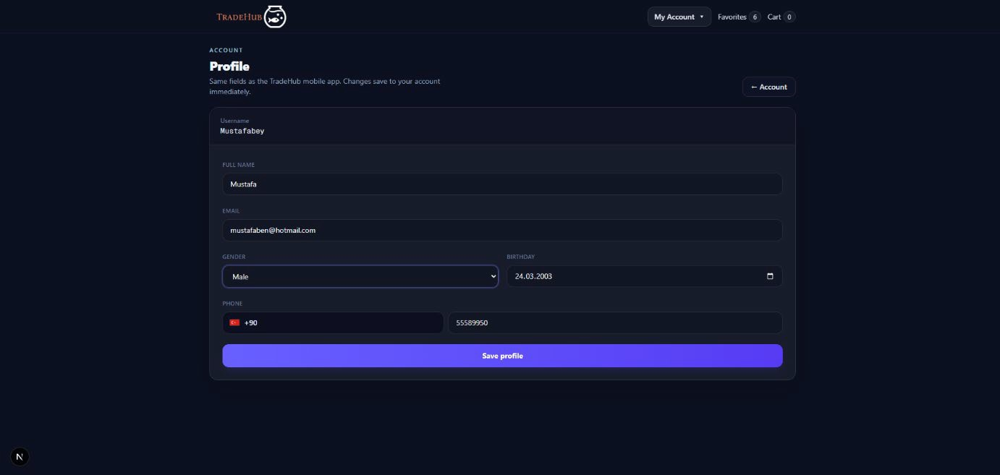 TRADEHUB
My Account ▾
Favorites 6
Cart 0
ACCOUNT
Profile
Same fields as the TradeHub mobile app. Changes save to your account
immediately.
← Account
Username
Mustafabey
FULL NAME
Mustafa
EMAIL
mustafaben@hotmail.com
GENDER
BIRTHDAY
Male
24.03.2003
PHONE
+90
55589950
Save profile
N